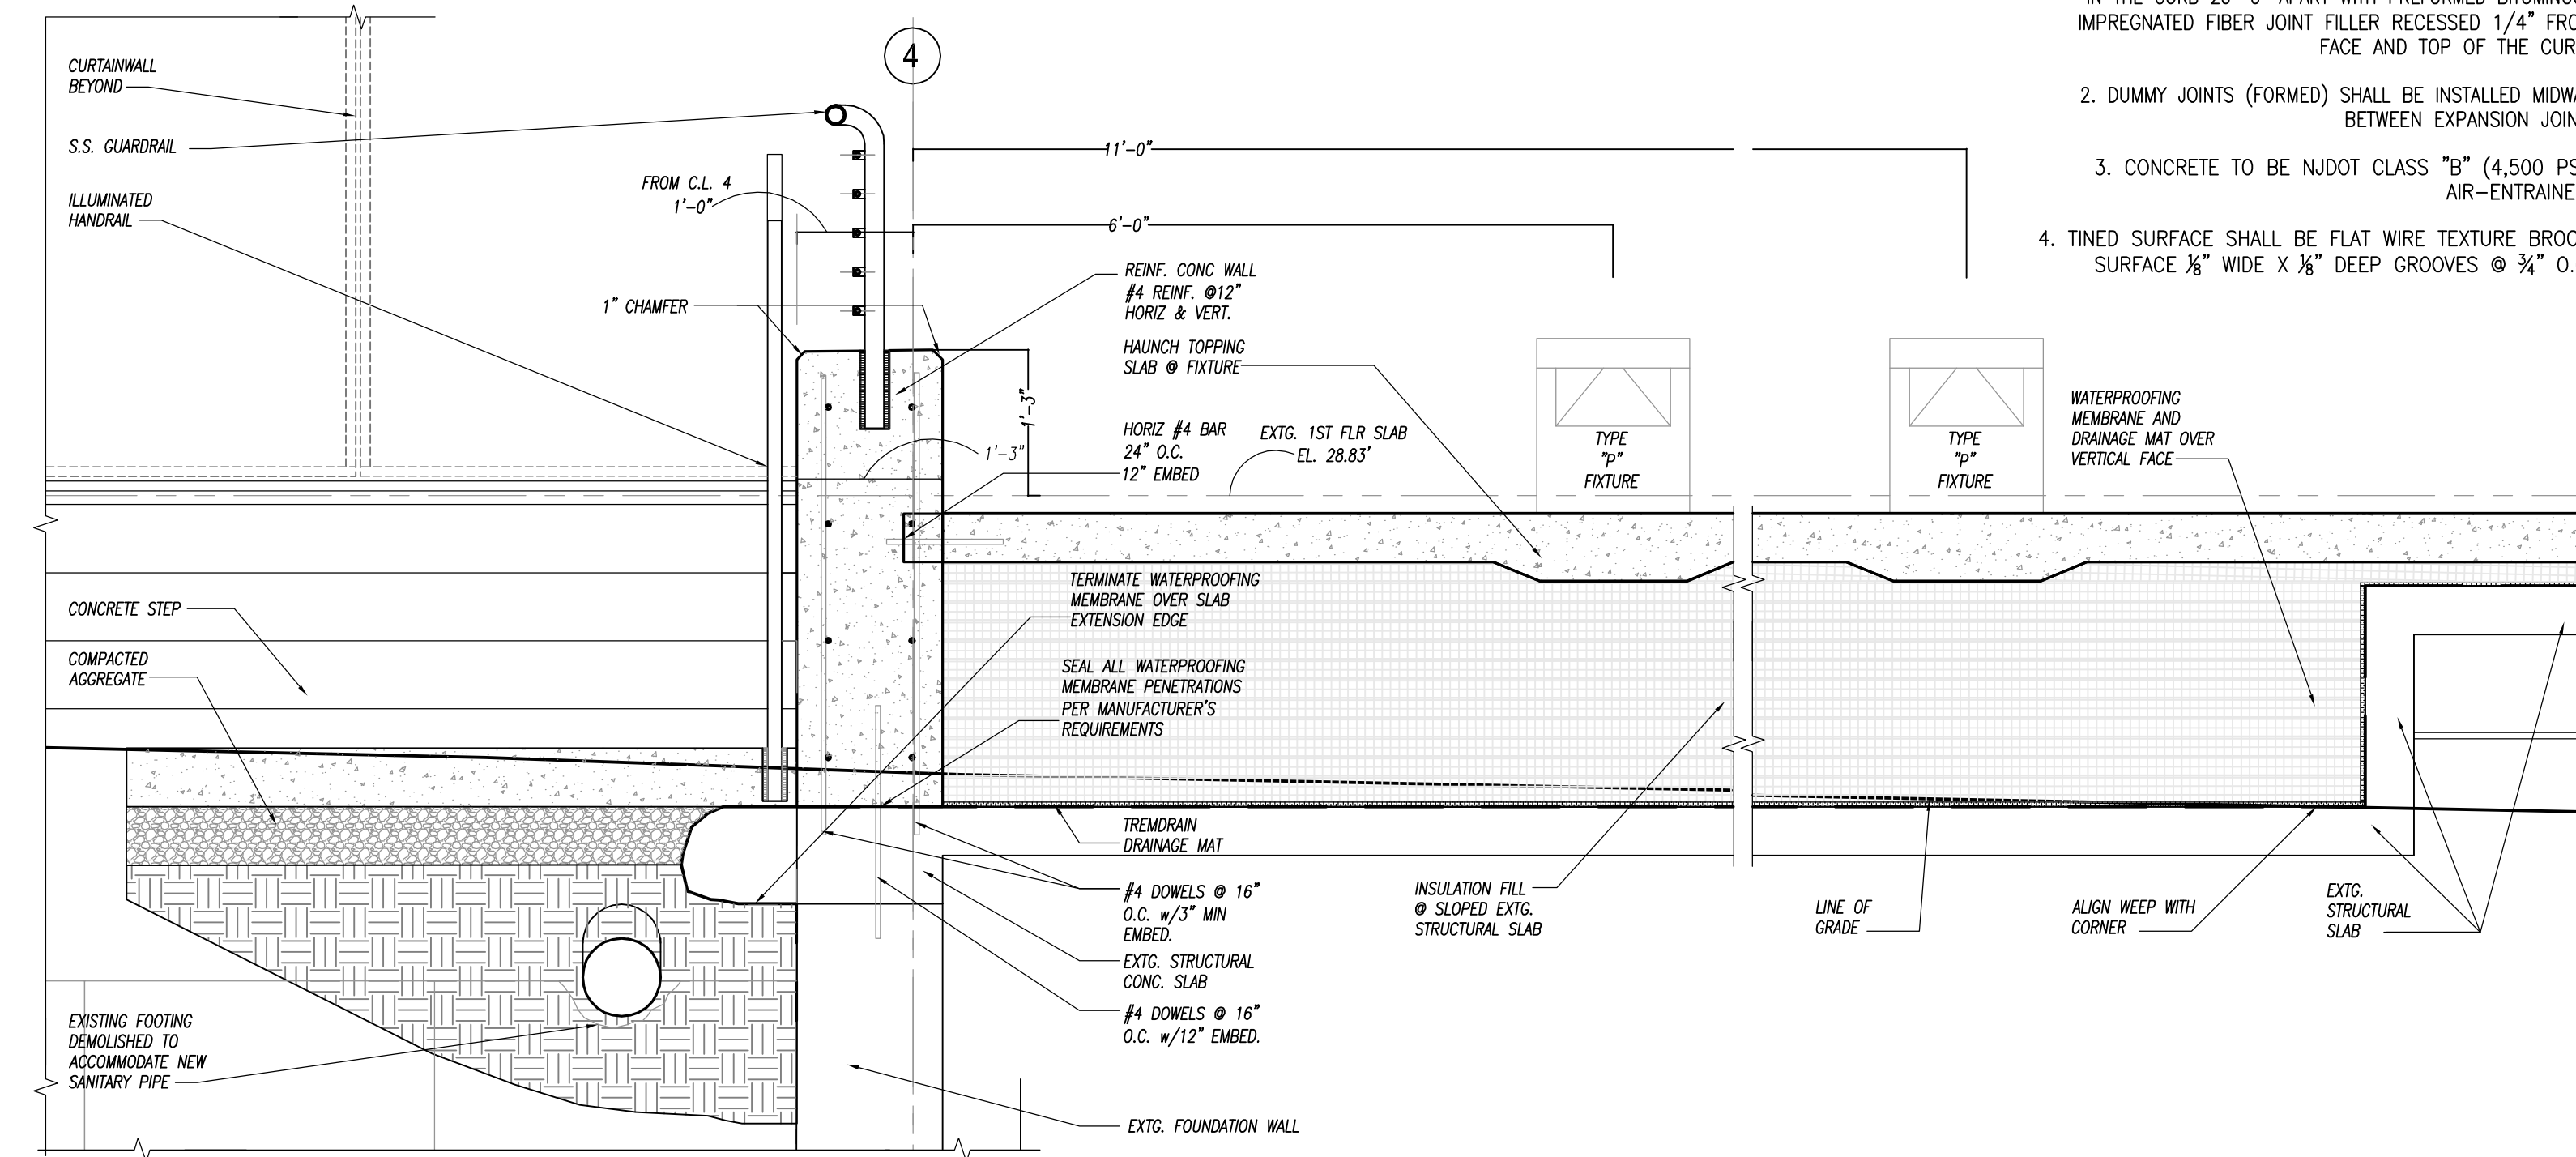 CURTAINWALL
BEYOND
S.S. GUARDRAIL
ILLUMINATED
HANDRAIL
4
FROM C.L. 4
1'-0"
11'-0"
6'-0"
1" CHAMFER
REINF. CONC WALL
#4 REINF. @12"
HORIZ & VERT.
HAUNCH TOPPING
SLAB @ FIXTURE
1'-3"
HORIZ #4 BAR
24" O.C.
12" EMBED
1'-3"
EXTG. 1ST FLR SLAB
EL. 28.83'
TYPE
"P"
FIXTURE
TYPE
"P"
FIXTURE
WATERPROOFING
MEMBRANE AND
DRAINAGE MAT OVER
VERTICAL FACE
IMPREGNATED FIBER JOINT FILLER RECESSED 1/4"
FACE AND TOP OF THE
2. DUMMY JOINTS (FORMED) SHALL BE INSTALLED
BETWEEN EXPANSION
3. CONCRETE TO BE NJDOT CLASS "B" (4,500
AIR-ENTRAINE
4. TINED SURFACE SHALL BE FLAT WIRE TEXTURE
SURFACE ⅛" WIDE X ⅛" DEEP GROOVES @ ¾" O.
TERMINATE WATERPROOFING
MEMBRANE OVER SLAB
EXTENSION EDGE
SEAL ALL WATERPROOFING
MEMBRANE PENETRATIONS
PER MANUFACTURER'S
REQUIREMENTS
CONCRETE STEP
COMPACTED
AGGREGATE
TREMDRAIN
DRAINAGE MAT
#4 DOWELS @ 16"
O.C. w/3" MIN
EMBED.
EXTG. STRUCTURAL
CONC. SLAB
#4 DOWELS @ 16"
O.C. w/12" EMBED.
EXTG. FOUNDATION WALL
INSULATION FILL
@ SLOPED EXTG.
STRUCTURAL SLAB
LINE OF
GRADE
ALIGN WEEP WITH
CORNER
EXTG.
STRUCTURAL
SLAB
EXISTING FOOTING
DEMOLISHED TO
ACCOMMODATE NEW
SANITARY PIPE